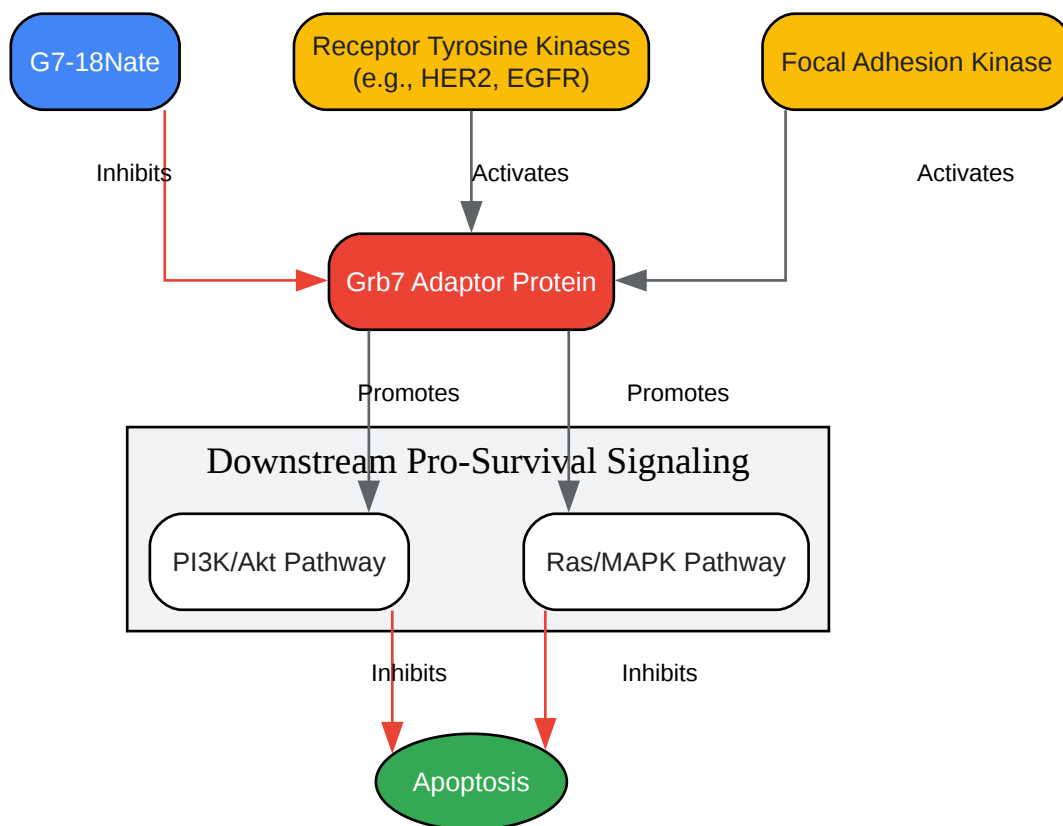 G7-18Nate
Receptor Tyrosine Kinases
(e.g., HER2, EGFR)
Focal Adhesion Kinase
Inhibits
Activates
Activates
Grb7 Adaptor Protein
Promotes
Promotes
Downstream Pro-Survival Signaling
PI3K/Akt Pathway
Ras/MAPK Pathway
Inhibits
Inhibits
Apoptosis